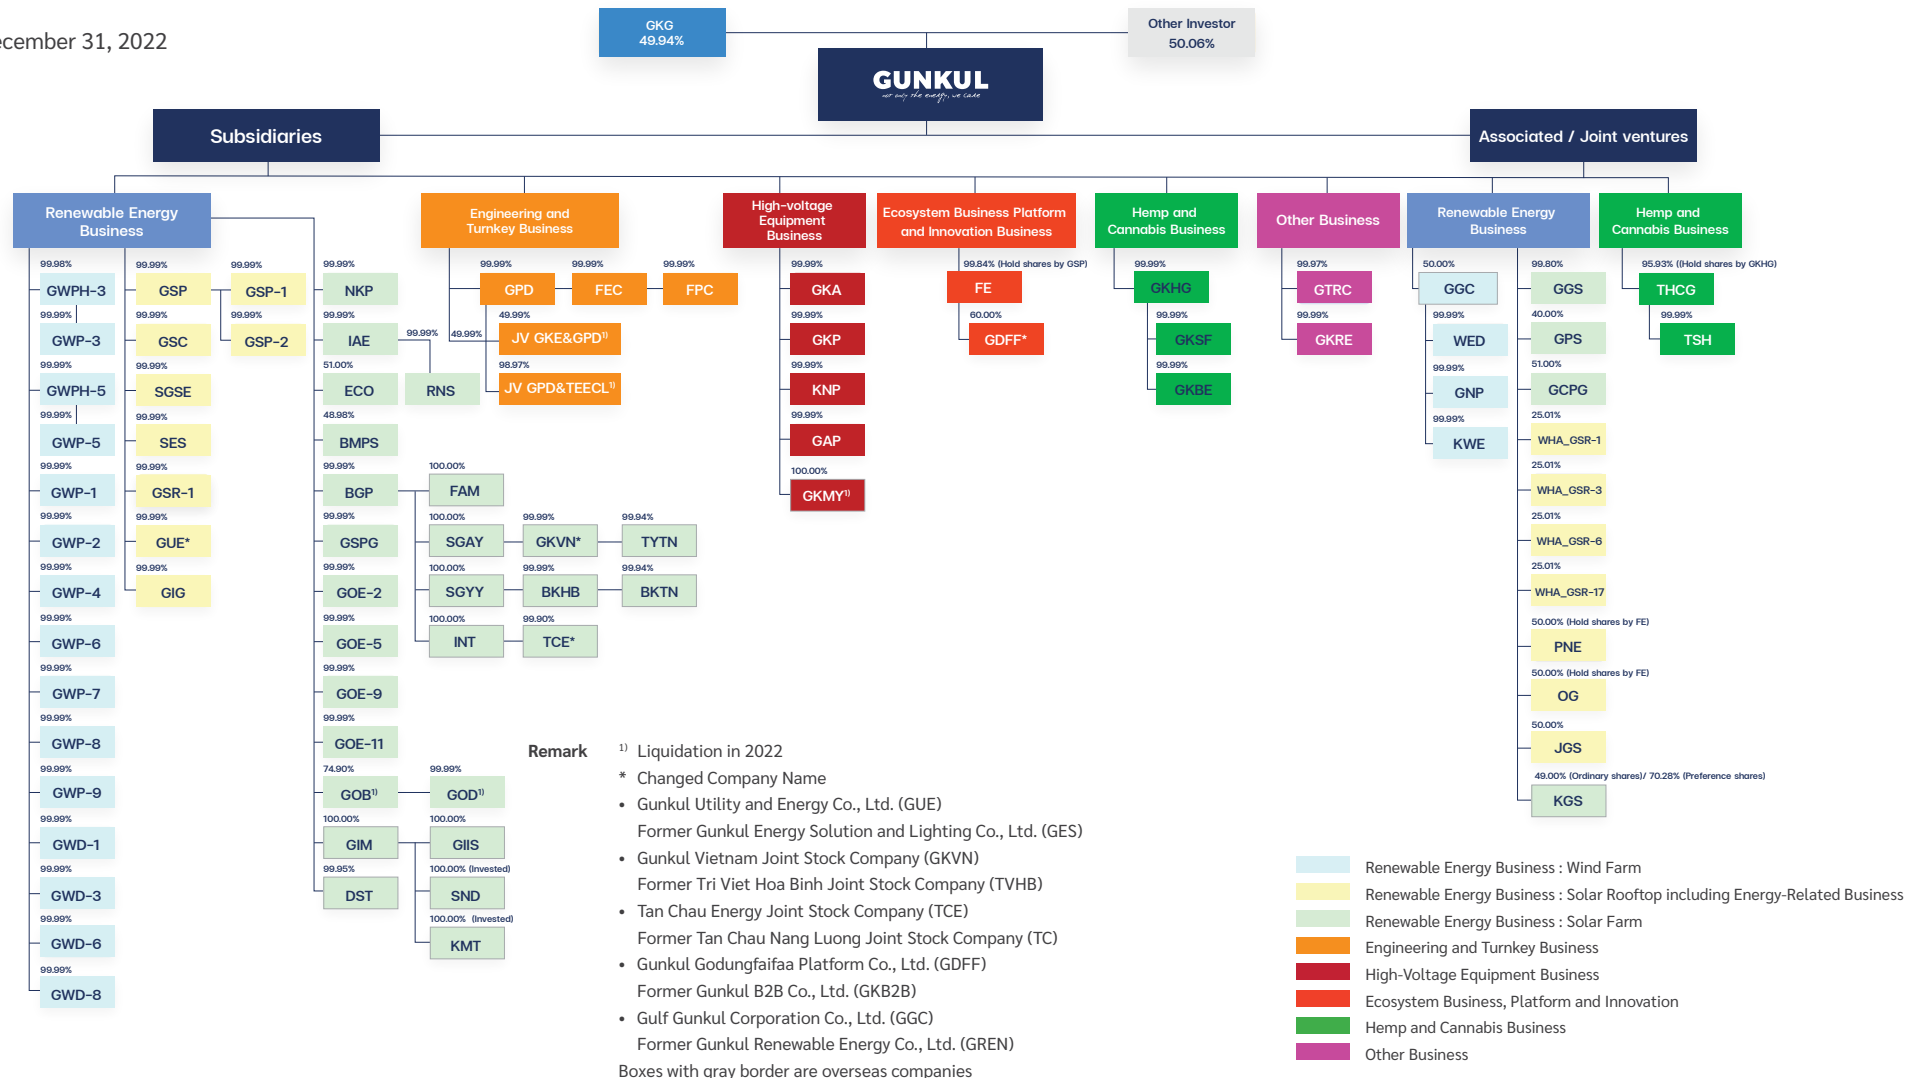 ecember 31, 2022
GKG
49.94%
Other Investor
50.06%
GUNKUL
not only the energy, we care
Subsidiaries
Associated / Joint ventures
Renewable Energy
Business
Engineering and
Turnkey Business
High-voltage
Equipment
Business
Ecosystem Business Platform
and Innovation Business
Hemp and
Cannabis Business
Other Business
Renewable Energy
Business
Hemp and
Cannabis Business
99.98%
GWPH-3
99.99%
GWP-3
99.99%
GWPH-5
99.99%
GWP-5
99.99%
GWP-1
99.99%
GWP-2
99.99%
GWP-4
99.99%
GWP-6
99.99%
GWP-7
99.99%
GWP-8
99.99%
GWP-9
99.99%
GWD-1
99.99%
GWD-3
99.99%
GWD-6
99.99%
GWD-8
99.99%
GSP
99.99%
GSC
99.99%
SGSE
99.99%
SES
99.99%
GSR-1
99.99%
GUE*
99.99%
GIG
99.99%
GSP-1
99.99%
GSP-2
99.99%
NKP
99.99%
IAE
99.99%
RNS
51.00%
ECO
48.98%
BMPS
99.99%
BGP
99.99%
GSPG
99.99%
GOE-2
99.99%
GOE-5
99.99%
GOE-9
99.99%
GOE-11
74.90%
GOB1)
99.99%
GOD1)
100.00%
GIM
100.00%
GIIS
99.95%
DST
100.00% (Invested)
SND
100.00% (Invested)
KMT
100.00%
FAM
100.00%
SGAY
99.99%
GKVN*
99.94%
TYTN
100.00%
SGYY
99.99%
BKHB
99.94%
BKTN
100.00%
INT
99.90%
TCE*
99.99%
GPD
99.99%
FEC
99.99%
FPC
49.99%
49.99%
JV GKE&GPD1)
98.97%
JV GPD&TEECL1)
99.99%
GKA
99.99%
GKP
99.99%
KNP
99.99%
GAP
100.00%
GKMY1)
99.84% (Hold shares by GSP)
FE
60.00%
GDFF*
99.99%
GKHG
99.99%
GKSF
99.99%
GKBE
99.97%
GTRC
99.99%
GKRE
50.00%
GGC
99.99%
WED
99.99%
GNP
99.99%
KWE
99.80%
GGS
40.00%
GPS
51.00%
GCPG
25.01%
WHA_GSR-1
25.01%
WHA_GSR-3
25.01%
WHA_GSR-6
25.01%
WHA_GSR-17
50.00% (Hold shares by FE)
PNE
50.00% (Hold shares by FE)
OG
50.00%
JGS
49.00% (Ordinary shares)/ 70.28% (Preference shares)
KGS
95.93% ((Hold shares by GKHG)
THCG
99.99%
TSH
Remark
1) Liquidation in 2022
* Changed Company Name
• Gunkul Utility and Energy Co., Ltd. (GUE)
Former Gunkul Energy Solution and Lighting Co., Ltd. (GES)
• Gunkul Vietnam Joint Stock Company (GKVN)
Former Tri Viet Hoa Binh Joint Stock Company (TVHB)
• Tan Chau Energy Joint Stock Company (TCE)
Former Tan Chau Nang Luong Joint Stock Company (TC)
• Gunkul Godungfaifaa Platform Co., Ltd. (GDFF)
Former Gunkul B2B Co., Ltd. (GKB2B)
• Gulf Gunkul Corporation Co., Ltd. (GGC)
Former Gunkul Renewable Energy Co., Ltd. (GREN)
Boxes with gray border are overseas companies
Renewable Energy Business : Wind Farm
Renewable Energy Business : Solar Rooftop including Energy-Related Business
Renewable Energy Business : Solar Farm
Engineering and Turnkey Business
High-Voltage Equipment Business
Ecosystem Business, Platform and Innovation
Hemp and Cannabis Business
Other Business